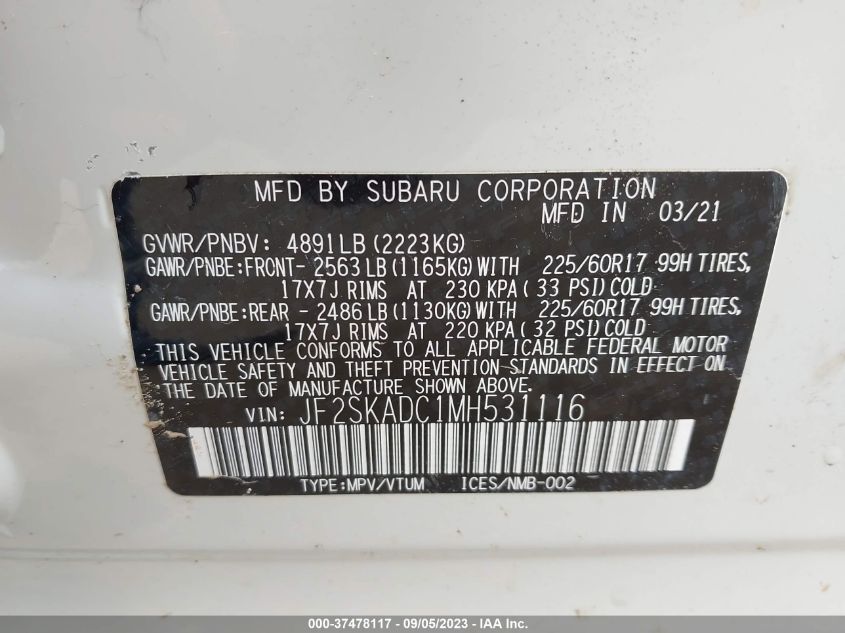 MFD BY SUBARU CORPORATION
MFD IN 03/21
GVWR/PNBV: 4891LB (2223KG)
GAWR/PNBE:FRONT- 2563LB (1165KG)WITH 225/60R17 99H TIRES,
17X7J RIMS AT 230 KPA ( 33 PSI) COLD
GAWR/PNBE:REAR - 2486LB (1130KG)WITH 225/60R17 99H TIRES,
17X7J RIMS AT 220 KPA ( 32 PSI) COLD
THIS VEHICLE CONFORMS TO ALL APPLICABLE FEDERAL MOTOR
VEHICLE SAFETY AND THEFT PREVENTION STANDARDS IN EFFECT ON
THE DATE OF MANUFACTURE SHOWN ABOVE.
VIN: JF2SKADC1MH531116
TYPE:MPV/VTUM ICES/NMB-002
000-37478117 - 09/05/2023 - IAA Inc.